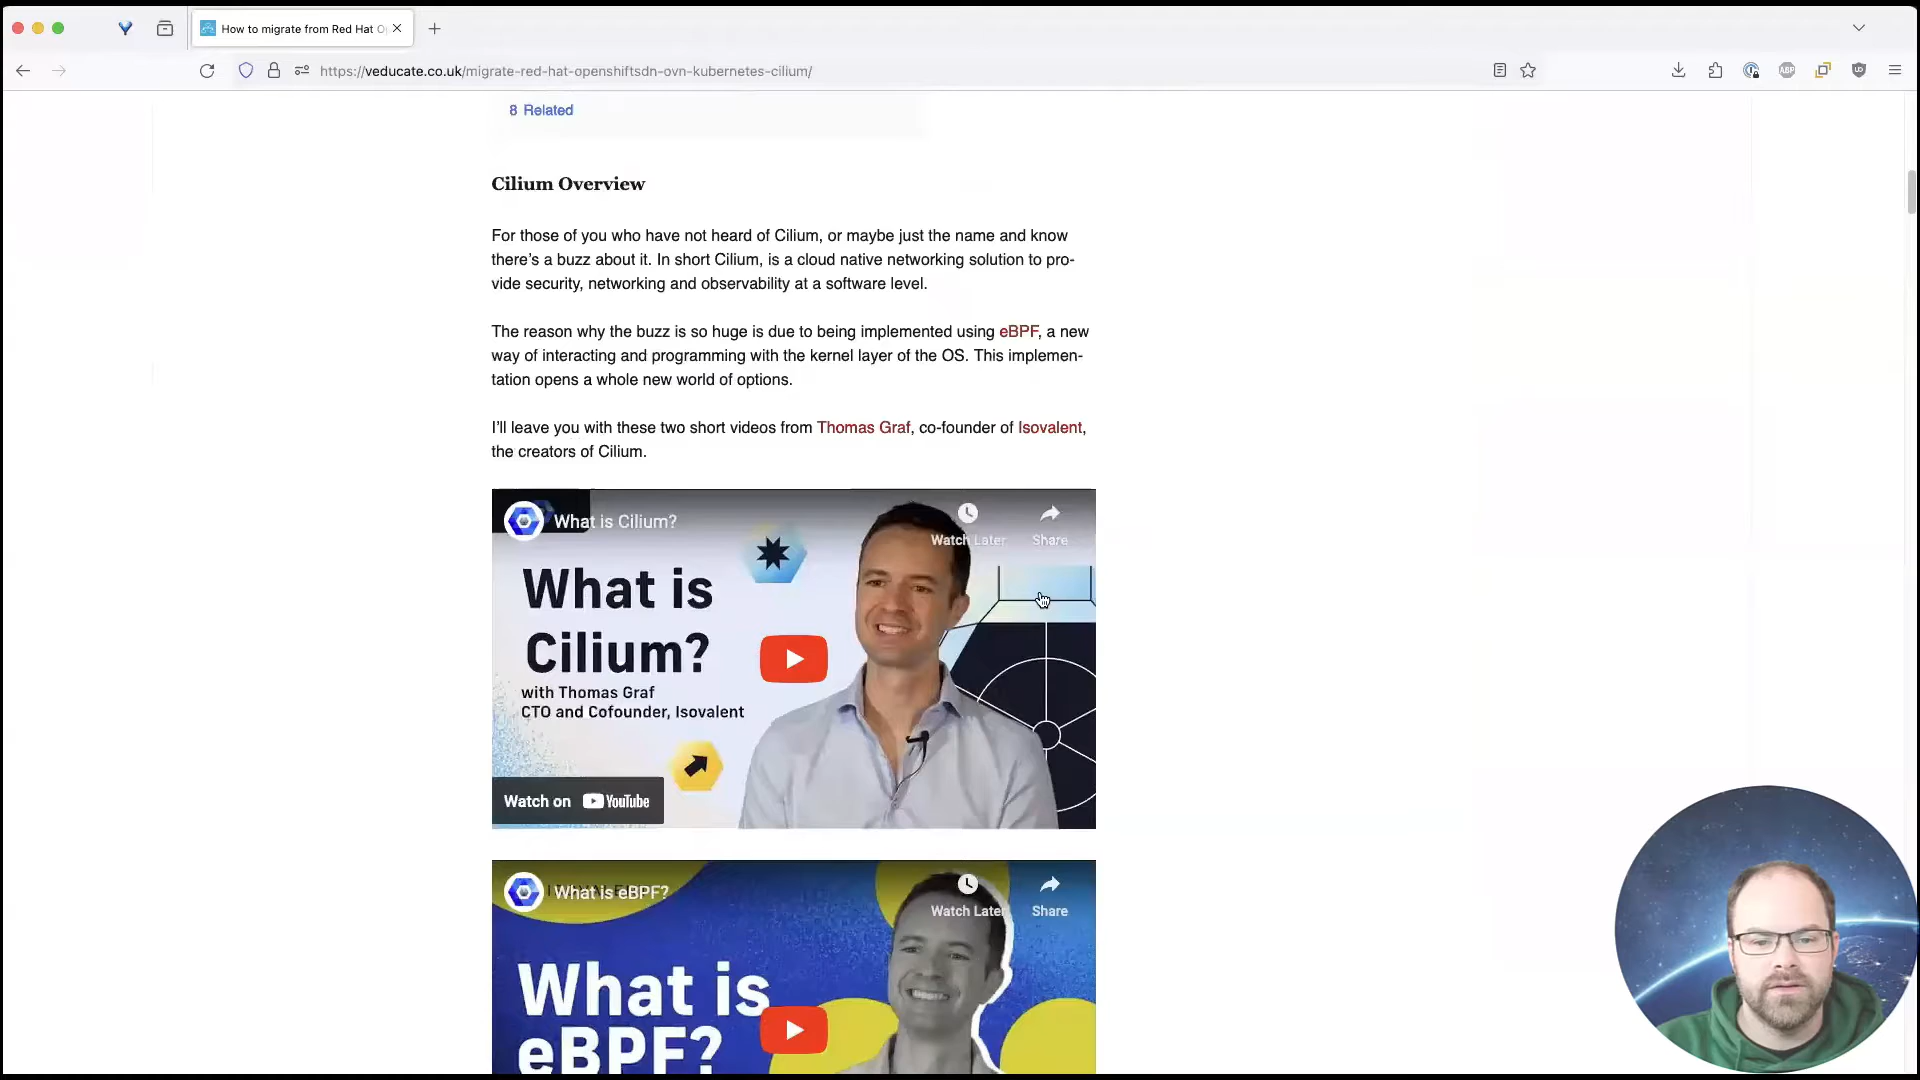 How to migrate from Red Hat O
https://veducate.co.uk/migrate-red-hat-openshiftsdn-ovn-kubernetes-cilium/
ABP
8 Related
Cilium Overview
For those of you who have not heard of Cilium, or maybe just the name and know
there's a buzz about it. In short Cilium, is a cloud native networking solution to pro-
vide security, networking and observability at a software level.
The reason why the buzz is so huge is due to being implemented using eBPF, a new
way of interacting and programming with the kernel layer of the OS. This implemen-
tation opens a whole new world of options.
I'll leave you with these two short videos from Thomas Graf, co-founder of Isovalent,
the creators of Cilium.
What is Cilium?
Watch Later
Share
What is
Cilium?
with Thomas Graf
CTO and Cofounder, Isovalent
Watch on YouTube
What is eBPF?
Watch Later
Share
What is
eBPF?